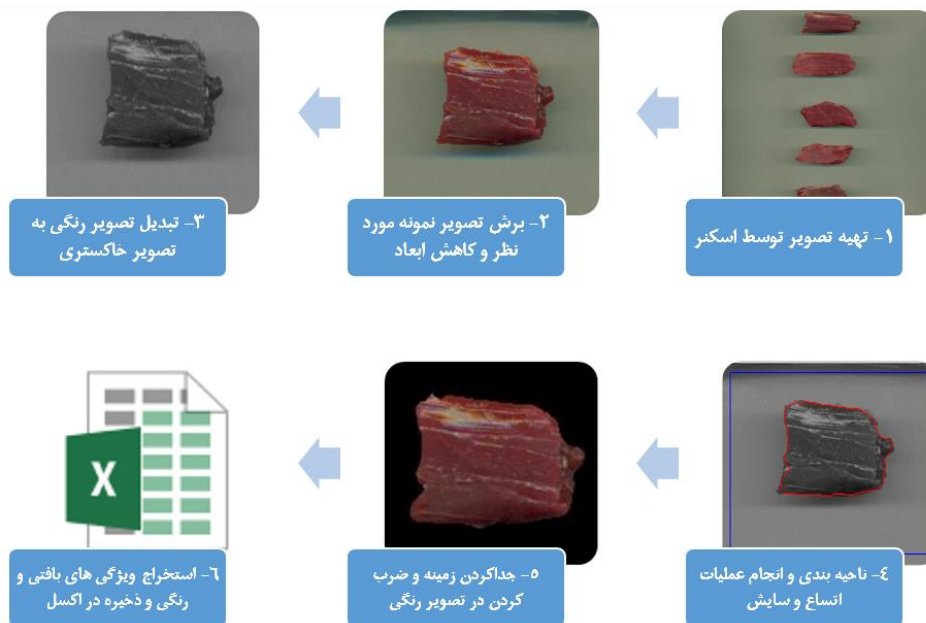 ۱- تهیه تصویر توسط اسکنر
۲- برش تصویر نمونه مورد
نظر و کاهش ابعاد
۳- تبدیل تصویر رنگی به
تصویر خاکستری
٤- ناحیه بندی و انجام عملیات
اتساع و سایش
٥- جداکردن زمینه و ضرب
کردن در تصویر رنگی
٦- استخراج ویژگی های بافتی و
رنگی و ذخیره در اکسل
X